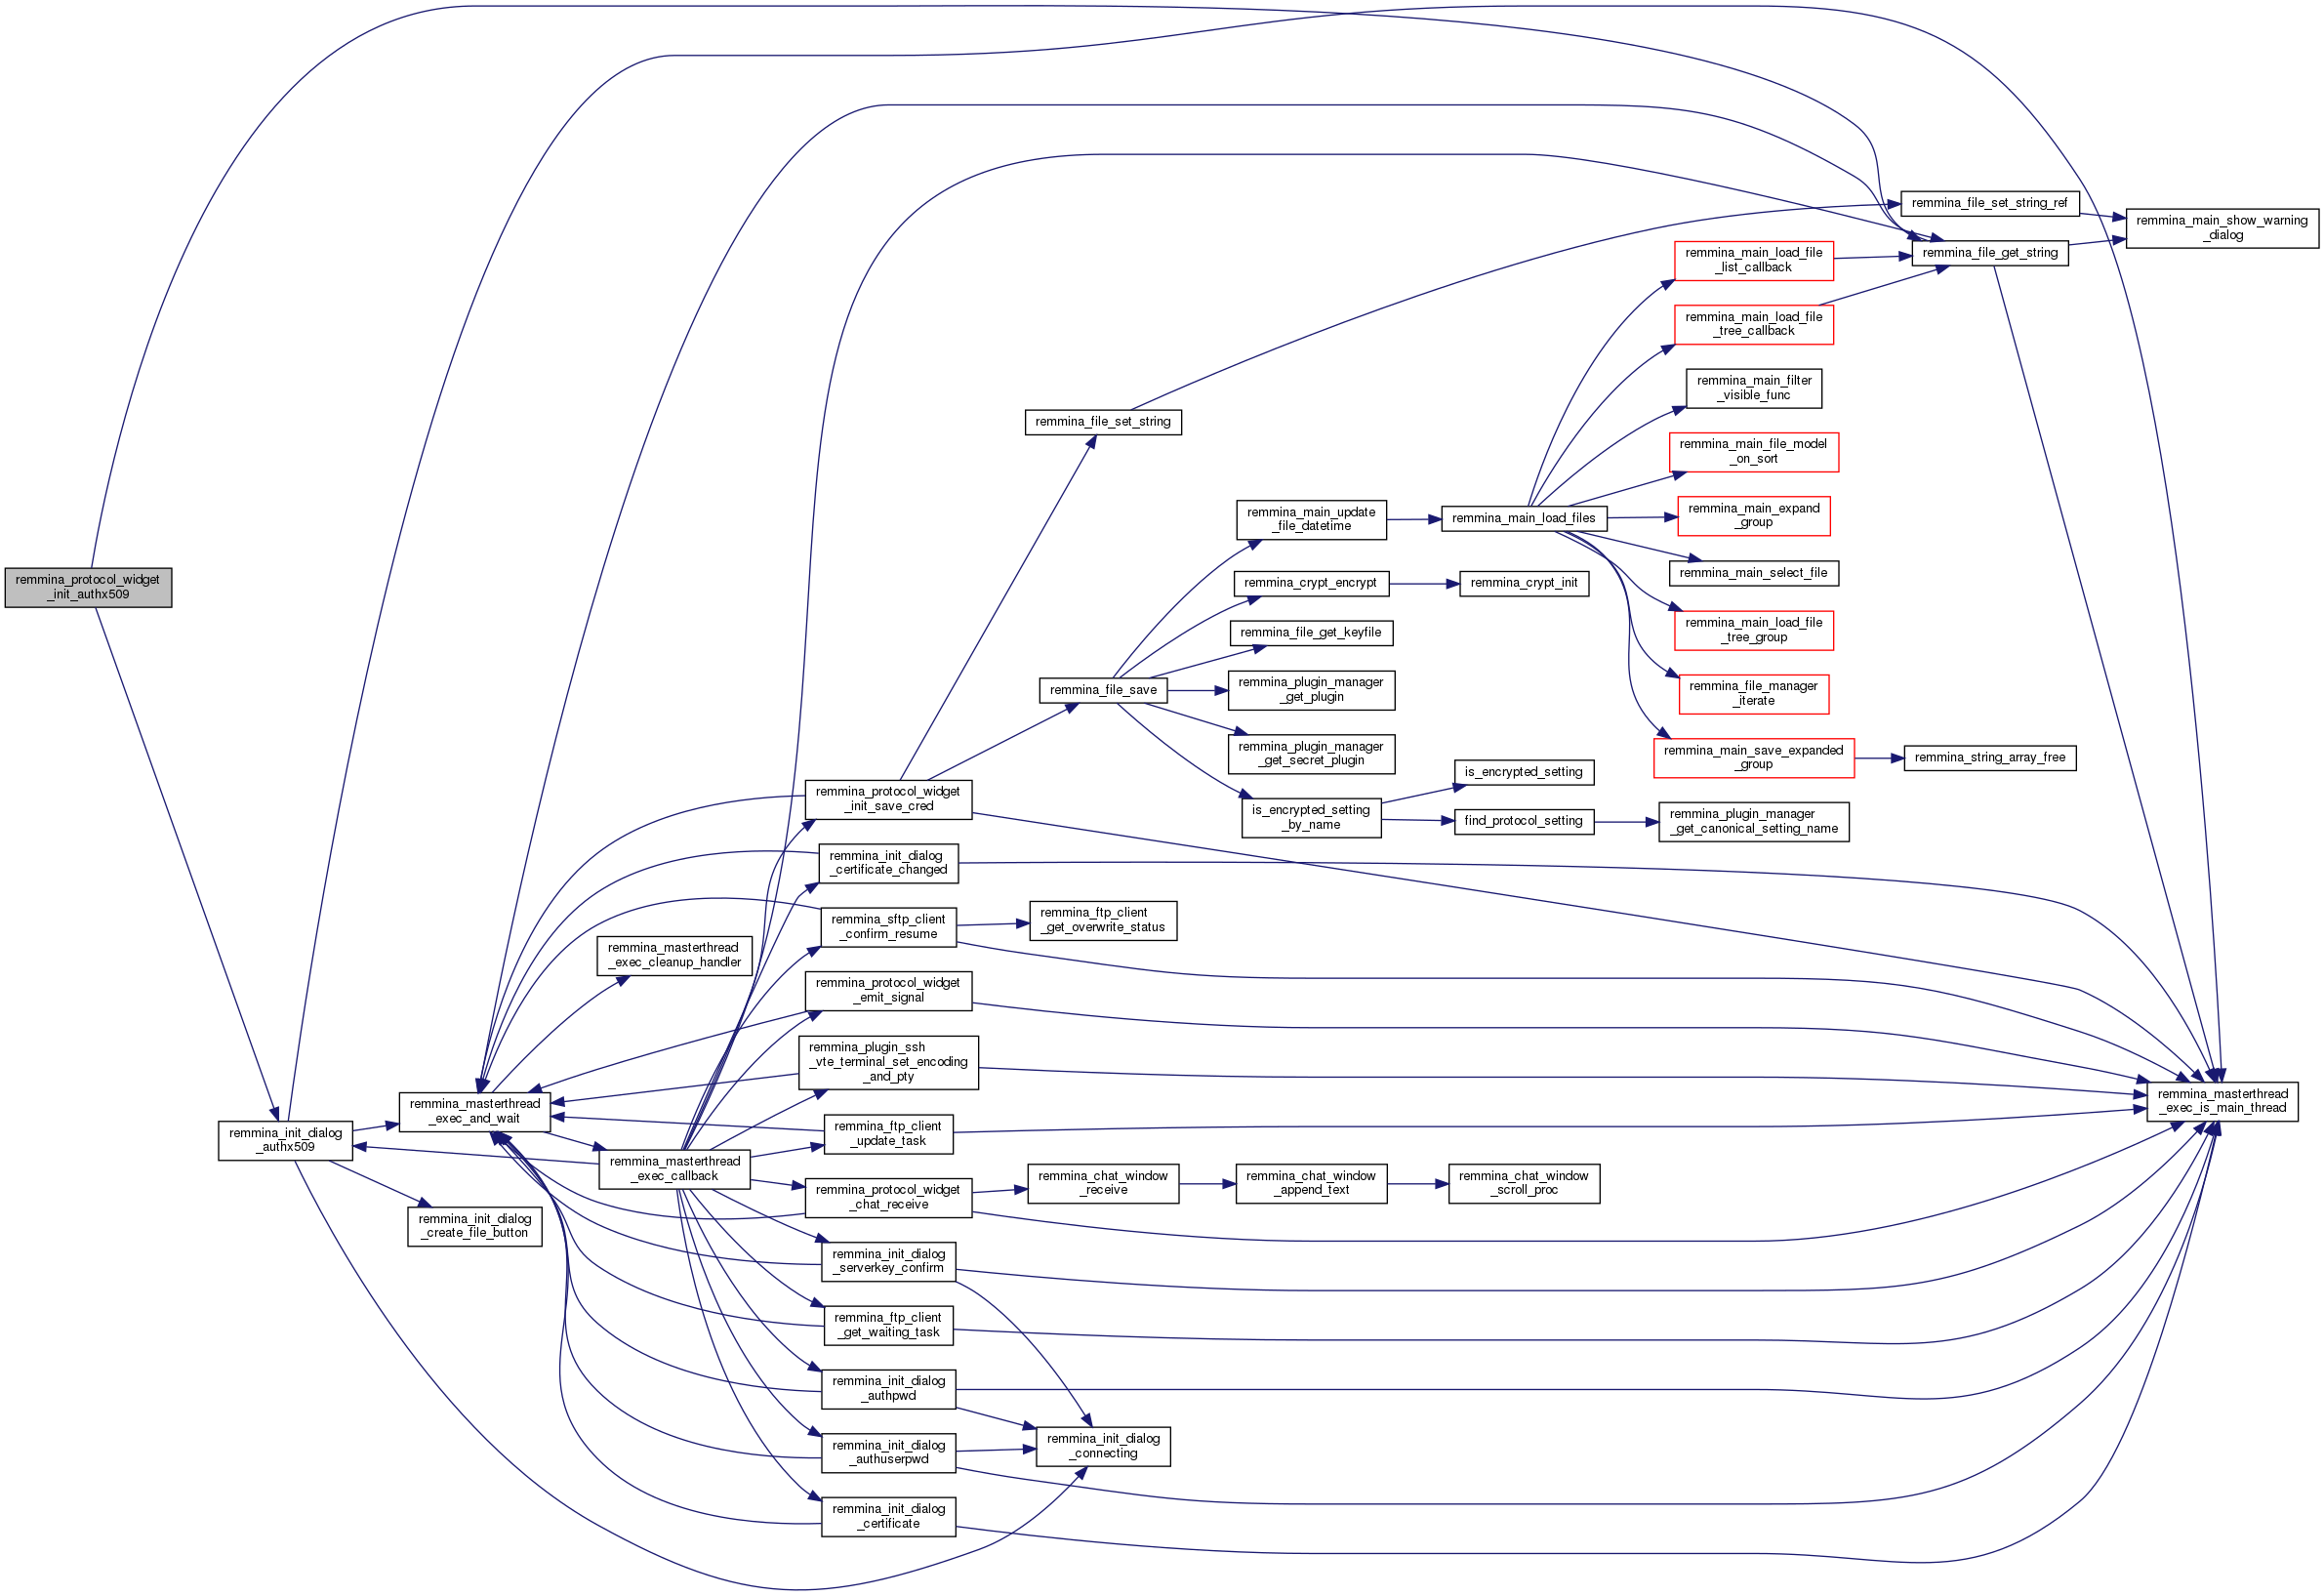 remmina_protocol_widget
_init_authx509
remmina_init_dialog
_authx509
remmina_masterthread
_exec_and_wait
remmina_init_dialog
_create_file_button
remmina_masterthread
_exec_cleanup_handler
remmina_masterthread
_exec_callback
remmina_protocol_widget
_init_save_cred
remmina_init_dialog
_certificate_changed
remmina_sftp_client
_confirm_resume
remmina_protocol_widget
_emit_signal
remmina_plugin_ssh
_vte_terminal_set_encoding
_and_pty
remmina_ftp_client
_update_task
remmina_protocol_widget
_chat_receive
remmina_init_dialog
_serverkey_confirm
remmina_ftp_client
_get_waiting_task
remmina_init_dialog
_authpwd
remmina_init_dialog
_authuserpwd
remmina_init_dialog
_certificate
remmina_file_set_string
remmina_file_save
remmina_ftp_client
_get_overwrite_status
remmina_chat_window
_receive
remmina_init_dialog
_connecting
remmina_main_update
_file_datetime
remmina_crypt_encrypt
remmina_file_get_keyfile
remmina_plugin_manager
_get_plugin
remmina_plugin_manager
_get_secret_plugin
is_encrypted_setting
_by_name
remmina_chat_window
_append_text
remmina_main_load_files
remmina_crypt_init
is_encrypted_setting
find_protocol_setting
remmina_chat_window
_scroll_proc
remmina_main_load_file
_list_callback
remmina_main_load_file
_tree_callback
remmina_main_filter
_visible_func
remmina_main_file_model
_on_sort
remmina_main_expand
_group
remmina_main_select_file
remmina_main_load_file
_tree_group
remmina_file_manager
_iterate
remmina_main_save_expanded
_group
remmina_plugin_manager
_get_canonical_setting_name
remmina_file_set_string_ref
remmina_file_get_string
remmina_string_array_free
remmina_main_show_warning
_dialog
remmina_masterthread
_exec_is_main_thread